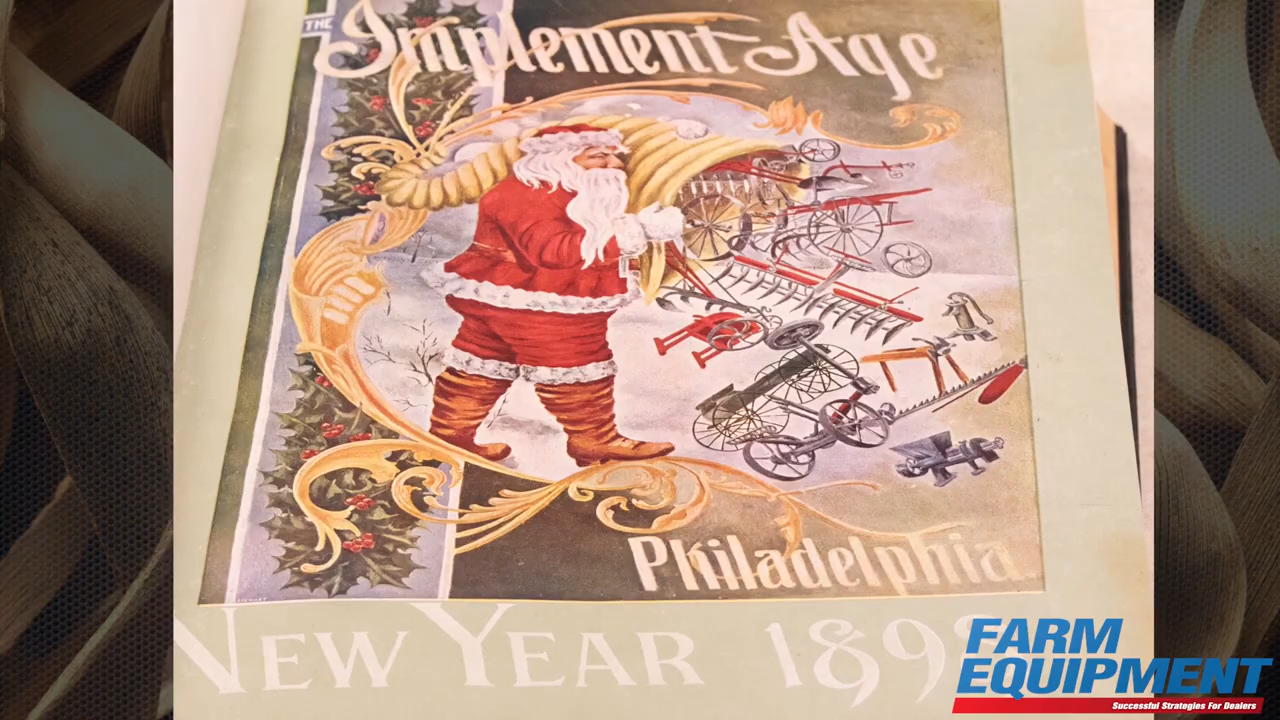 THE
Implement Age
Philadelphia
NEW YEAR 189
FARM
EQUIPMENT
Successful Strategies For Dealers